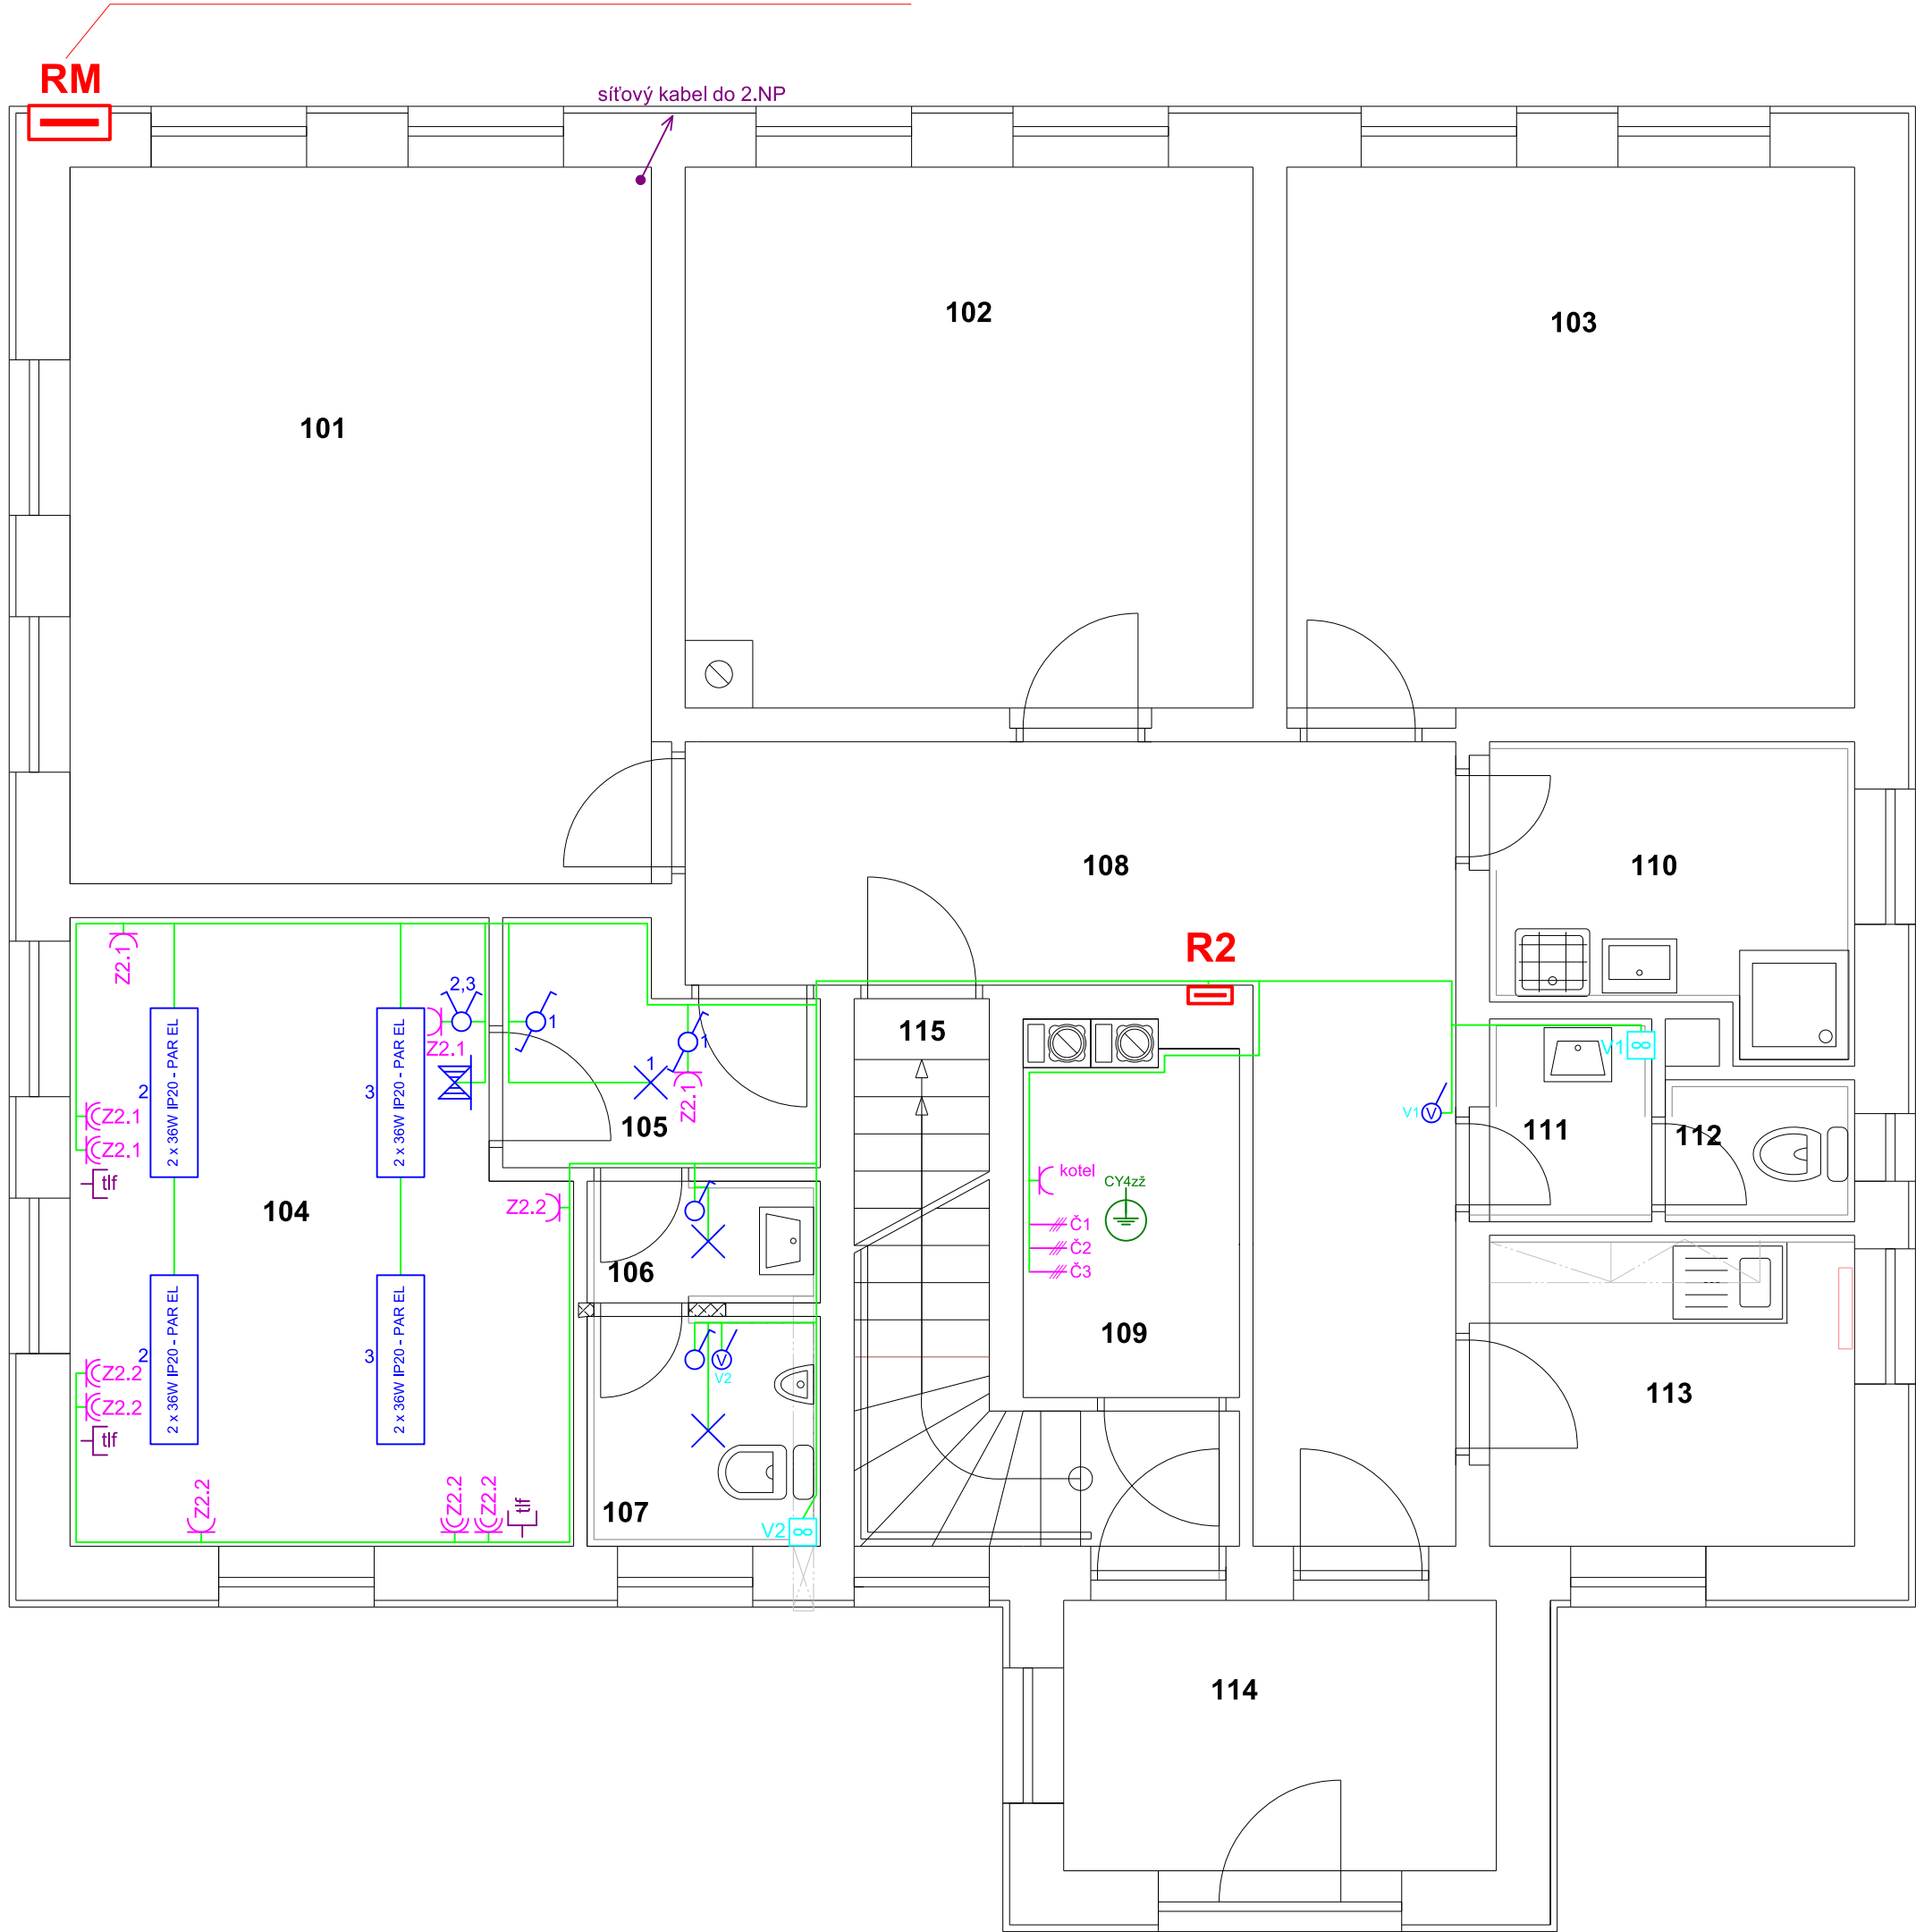 RM
síťový kabel do 2.NP
102
103
101
108
110
R2
Z2.1
2,3
1
1
115
Z2.1
1
V1
2
2 x 36W IP20 - PAR EL
3
2 x 36W IP20 - PAR EL
Z2.1
Z2.1
Z2.1
105
V1
V
111
112
tlf
kotel
CY4zž
104
Z2.2
Č1
Č2
Č3
106
109
2
2 x 36W IP20 - PAR EL
3
2 x 36W IP20 - PAR EL
Z2.2
Z2.2
V
V2
113
tlf
Z2.2
Z2.2
Z2.2
tlf
107
V2
114